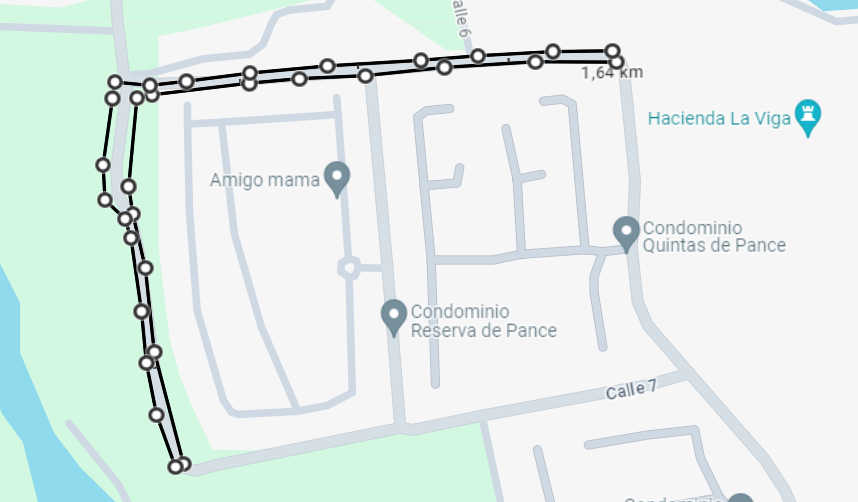 alle 6
1,64 km
Hacienda La Viga
Amigo mama
Condominio
Quintas de Pance
Condominio
Reserva de Pance
Calle 7
Condominio